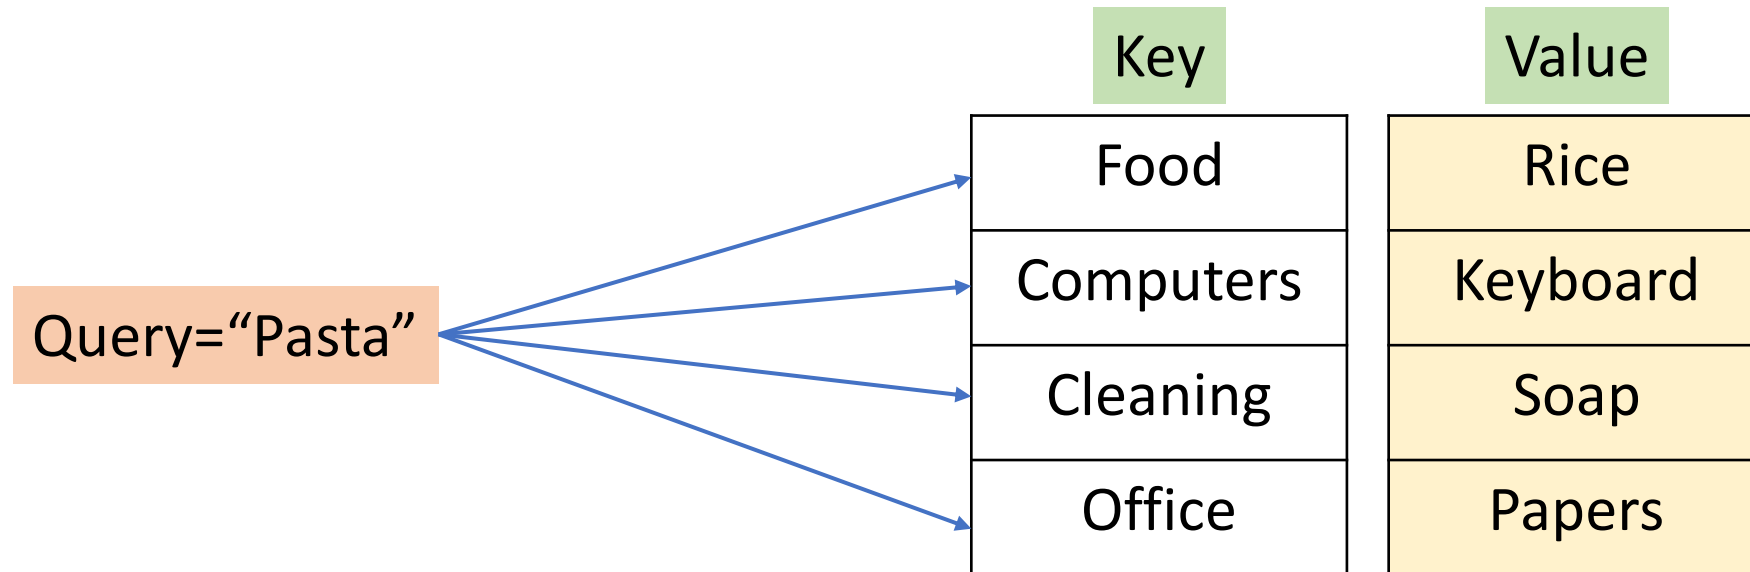 Key Value
Food Rice
Computers Keyboard
Query=“Pasta”
Cleaning Soap
Office Papers